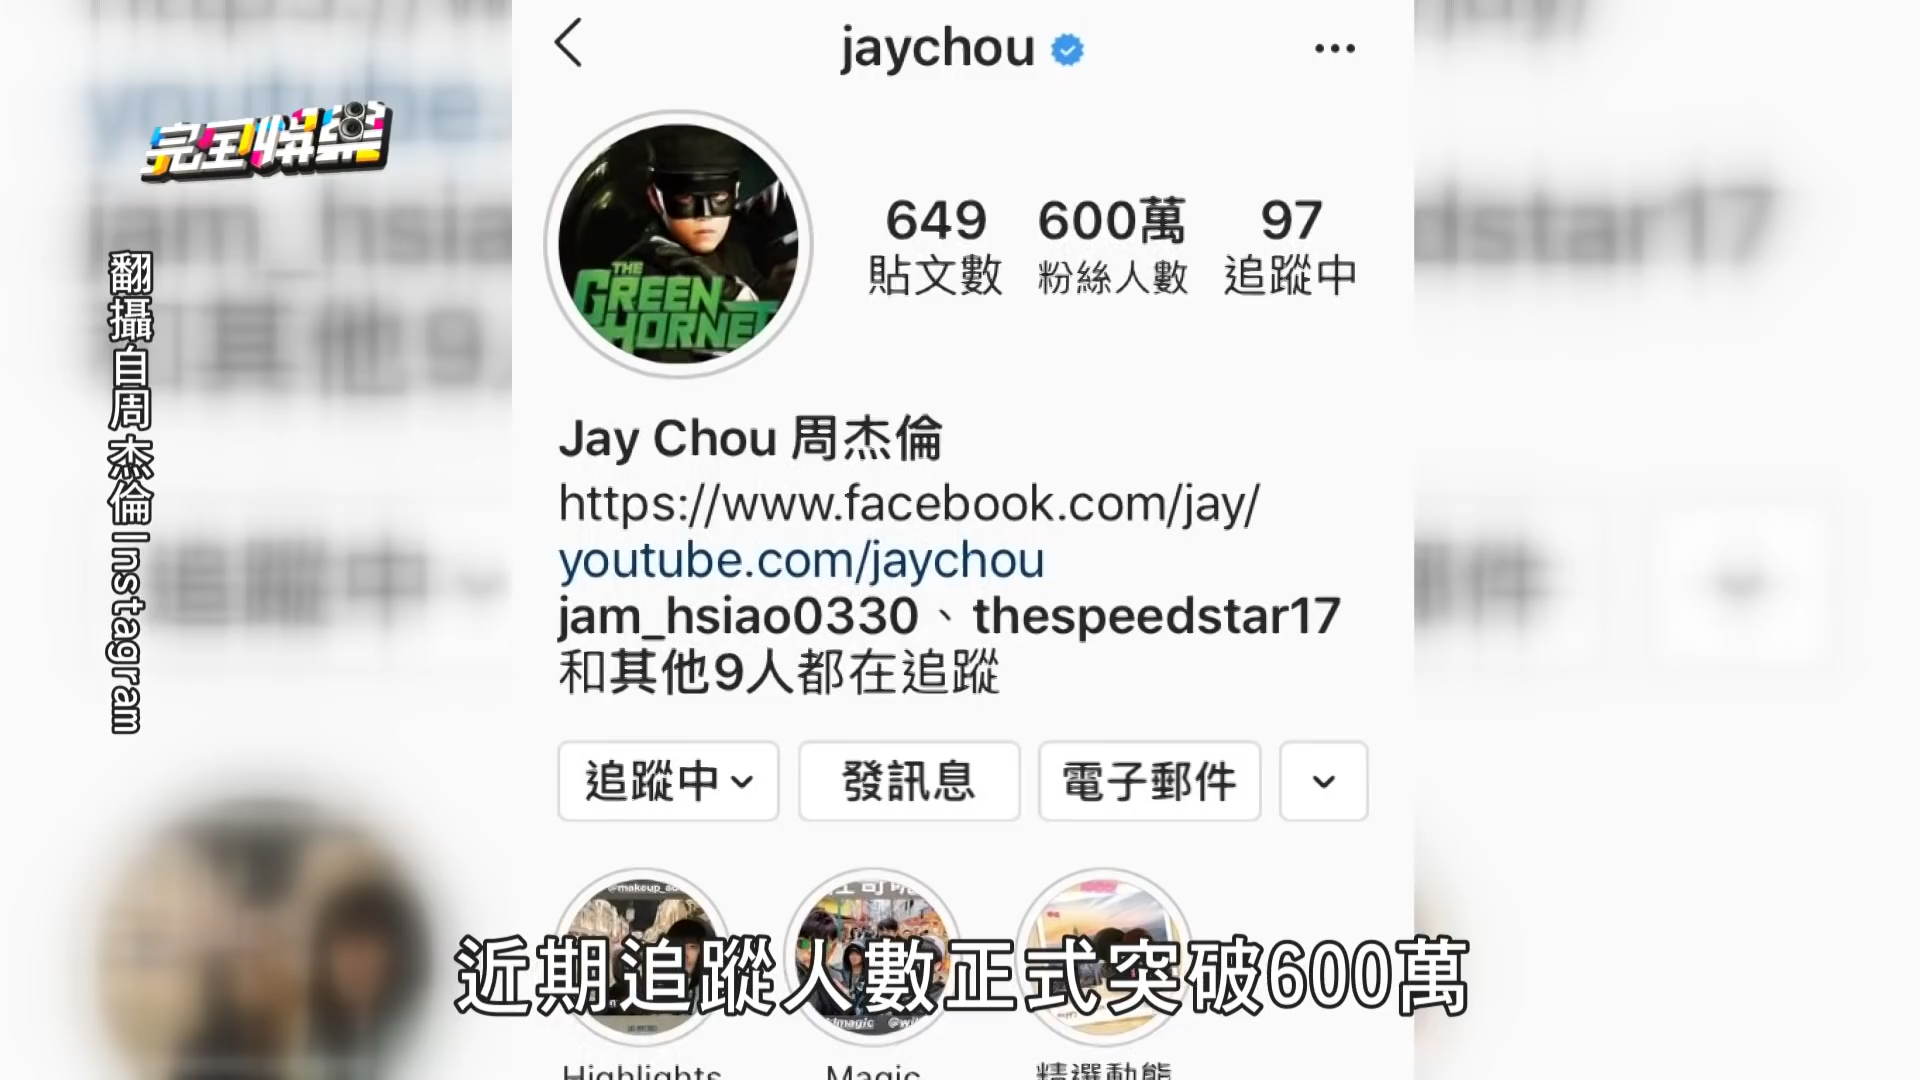 jaychou
完全娛樂
翻攝自周杰倫Instagram
THE
GREEN
HORNET
649
600萬
97
貼文數
粉絲人數
追蹤中
Jay Chou 周杰倫
https://www.facebook.com/jay/
youtube.com/jaychou
jam_hsiao0330、thespeedstar17
和其他9人都在追蹤
追蹤中
發訊息
電子郵件
近期追蹤人數正式突破600萬
Highlights
Magic
精選動態